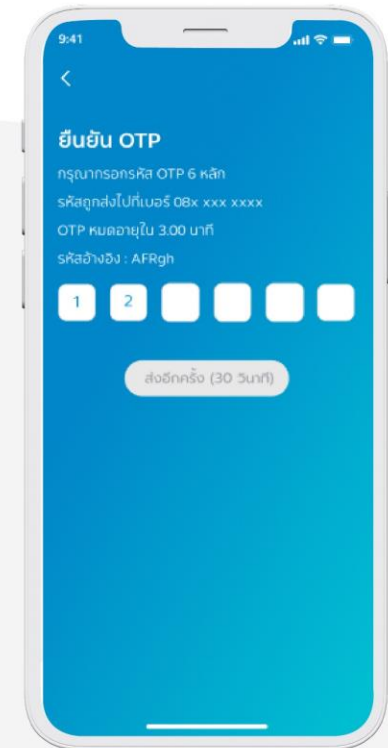 9:41
ยืนยัน OTP
กรุณากรอกรหัส OTP 6 หลัก
รหัสถูกส่งไปที่เบอร์ 08x xxx xxxx
OTP หมดอายุใน 3.00 นาที
รหัสอ้างอิง : AFRgh
1 2
ส่งอีกครั้ง (30 วินาที)